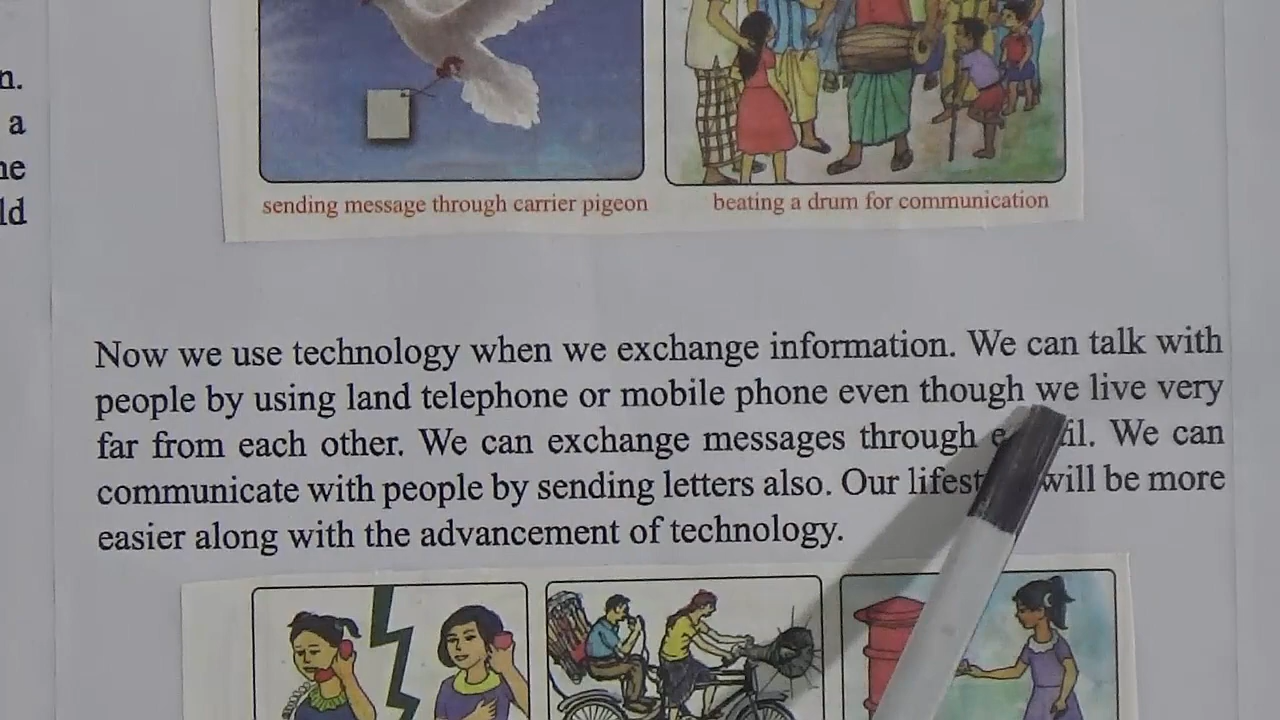 n.
a
he
ld
sending message through carrier pigeon
beating a drum for communication
Now we use technology when we exchange information. We can talk with
people by using land telephone or mobile phone even though we live very
far from each other. We can exchange messages through We can
communicate with people by sending letters also. Our will be more
easier along with the advancement of technology.